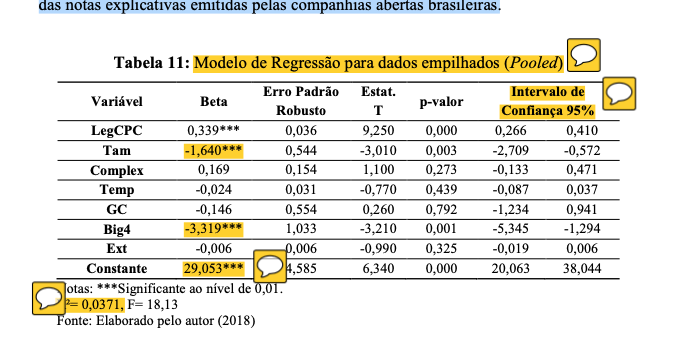 das notas explicativas emitidas pelas companhias abertas brasileiras.
Tabela 11: Modelo de Regressão para dados empilhados (Pooled)
Variável Beta Erro Padrão Robusto Estat. T p-valor Intervalo de Confiança 95%
LegCPC 0,339*** 0,036 9,250 0,000 0,266 0,410
Tam -1,640*** 0,544 -3,010 0,003 -2,709 -0,572
Complex 0,169 0,154 1,100 0,273 -0,133 0,471
Temp -0,024 0,031 -0,770 0,439 -0,087 0,037
GC -0,146 0,554 0,260 0,792 -1,234 0,941
Big4 -3,319*** 1,033 -3,210 0,001 -5,345 -1,294
Ext -0,006 0,006 -0,990 0,325 -0,019 0,006
Constante 29,053*** 4,585 6,340 0,000 20,063 38,044
otas: ***Significante ao nível de 0,01.
²= 0,0371, F= 18,13
Fonte: Elaborado pelo autor (2018)